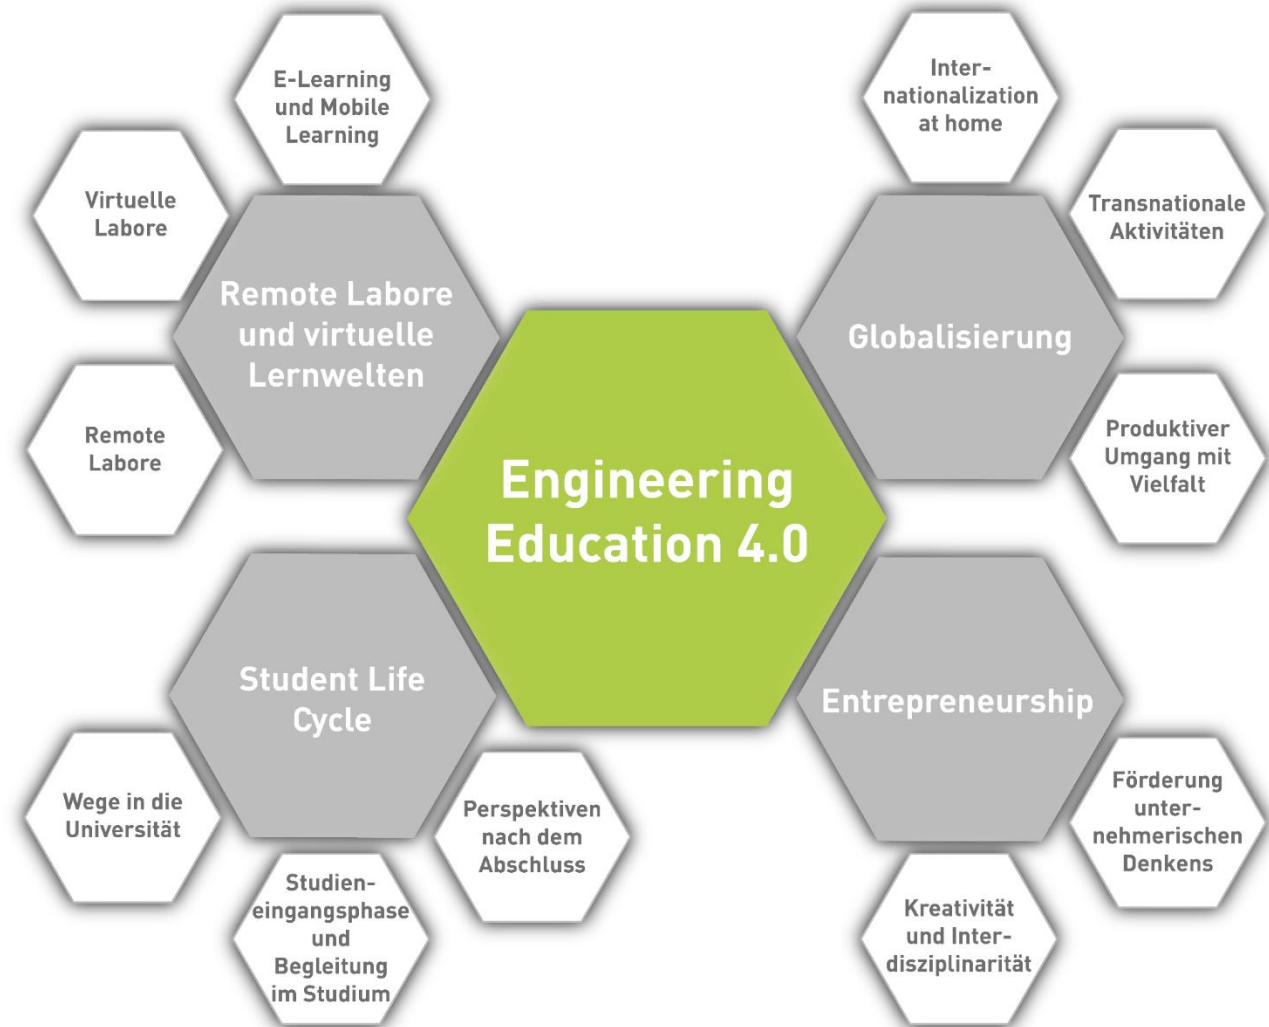 E-Learning
und Mobile
Learning
Virtuelle
Labore
Remote Labore
und virtuelle
Lernwelten
Remote
Labore
Inter-
nationalization
at home
Transnationale
Aktivitäten
Globalisierung
Produktiver
Umgang mit
Vielfalt
Engineering
Education 4.0
Student Life
Cycle
Wege in die
Universität
Studien-
eingangsphase
und
Begleitung
im Studium
Perspektiven
nach dem
Abschluss
Entrepreneurship
Förderung
unter-
nehmerischen
Denkens
Kreativität
und Inter-
disziplinarität